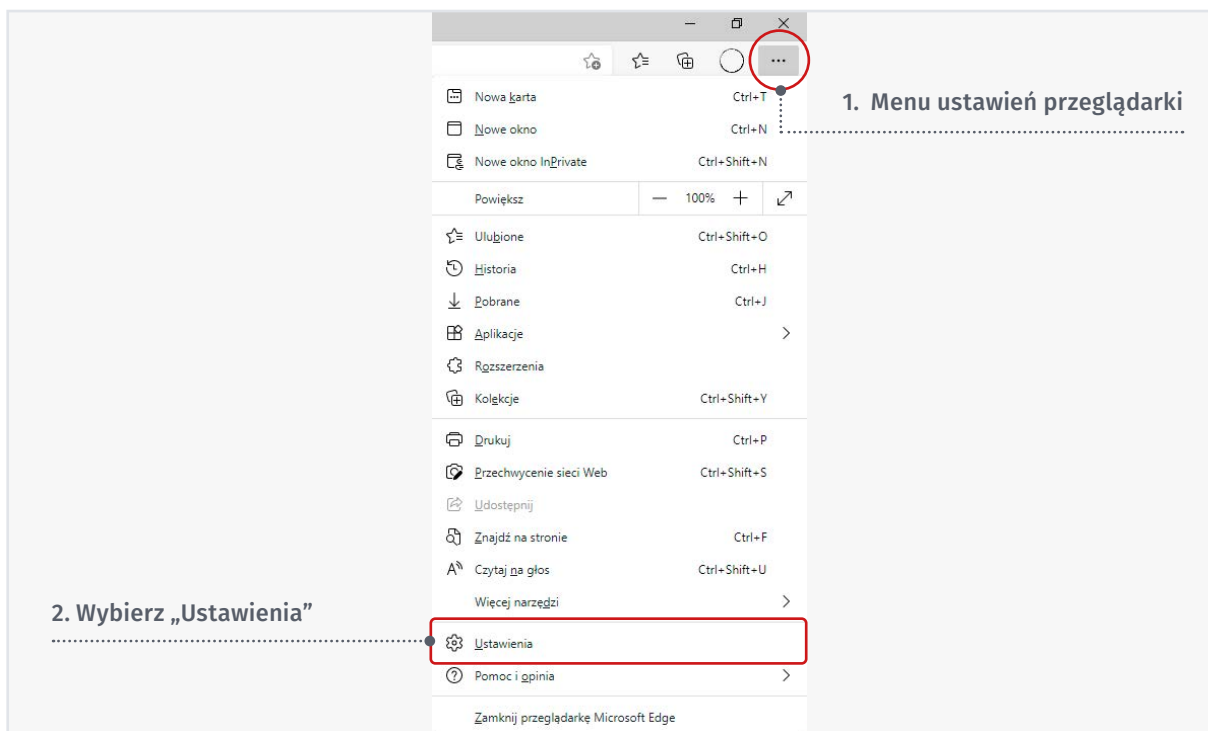 1. Menu ustawień przeglądarki
Nowa karta Ctrl+T
Nowe okno Ctrl+N
Nowe okno InPrivate Ctrl+Shift+N
Powiększ — 100% +
Ulubione Ctrl+Shift+O
Historia Ctrl+H
Pobrane Ctrl+J
Aplikacje
Rozszerzenia
Kolekcje Ctrl+Shift+Y
Drukuj Ctrl+P
Przechwycenie sieci Web Ctrl+Shift+S
Udostępnij
Znajdź na stronie Ctrl+F
Czytaj na głos Ctrl+Shift+U
Więcej narzędzi
2. Wybierz „Ustawienia”
Ustawienia
Pomoc i opinia
Zamknij przeglądarkę Microsoft Edge